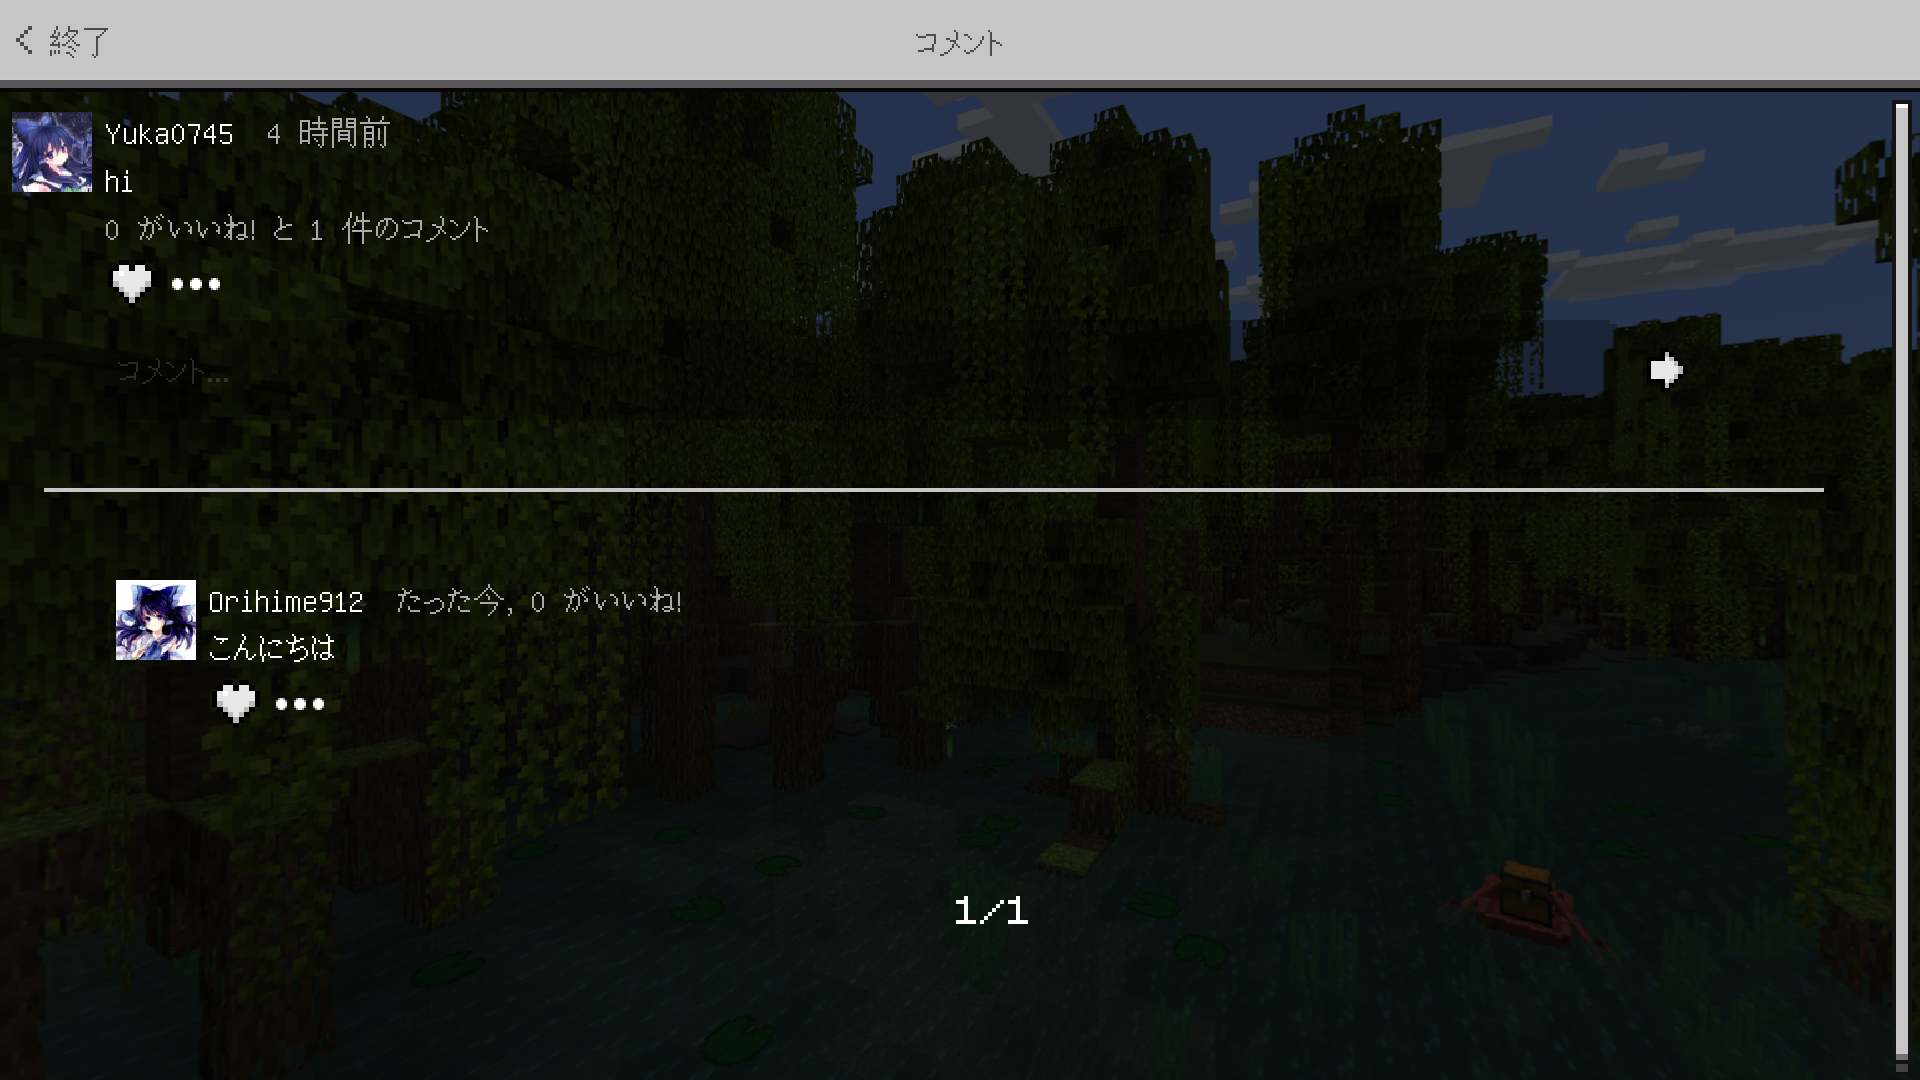 終了
コメント
Yuka0745 4 時間前
hi
0 がいいね! と 1 件のコメント
コメント...
Orihime912 たった今, 0 がいいね!
こんにちは
1/1